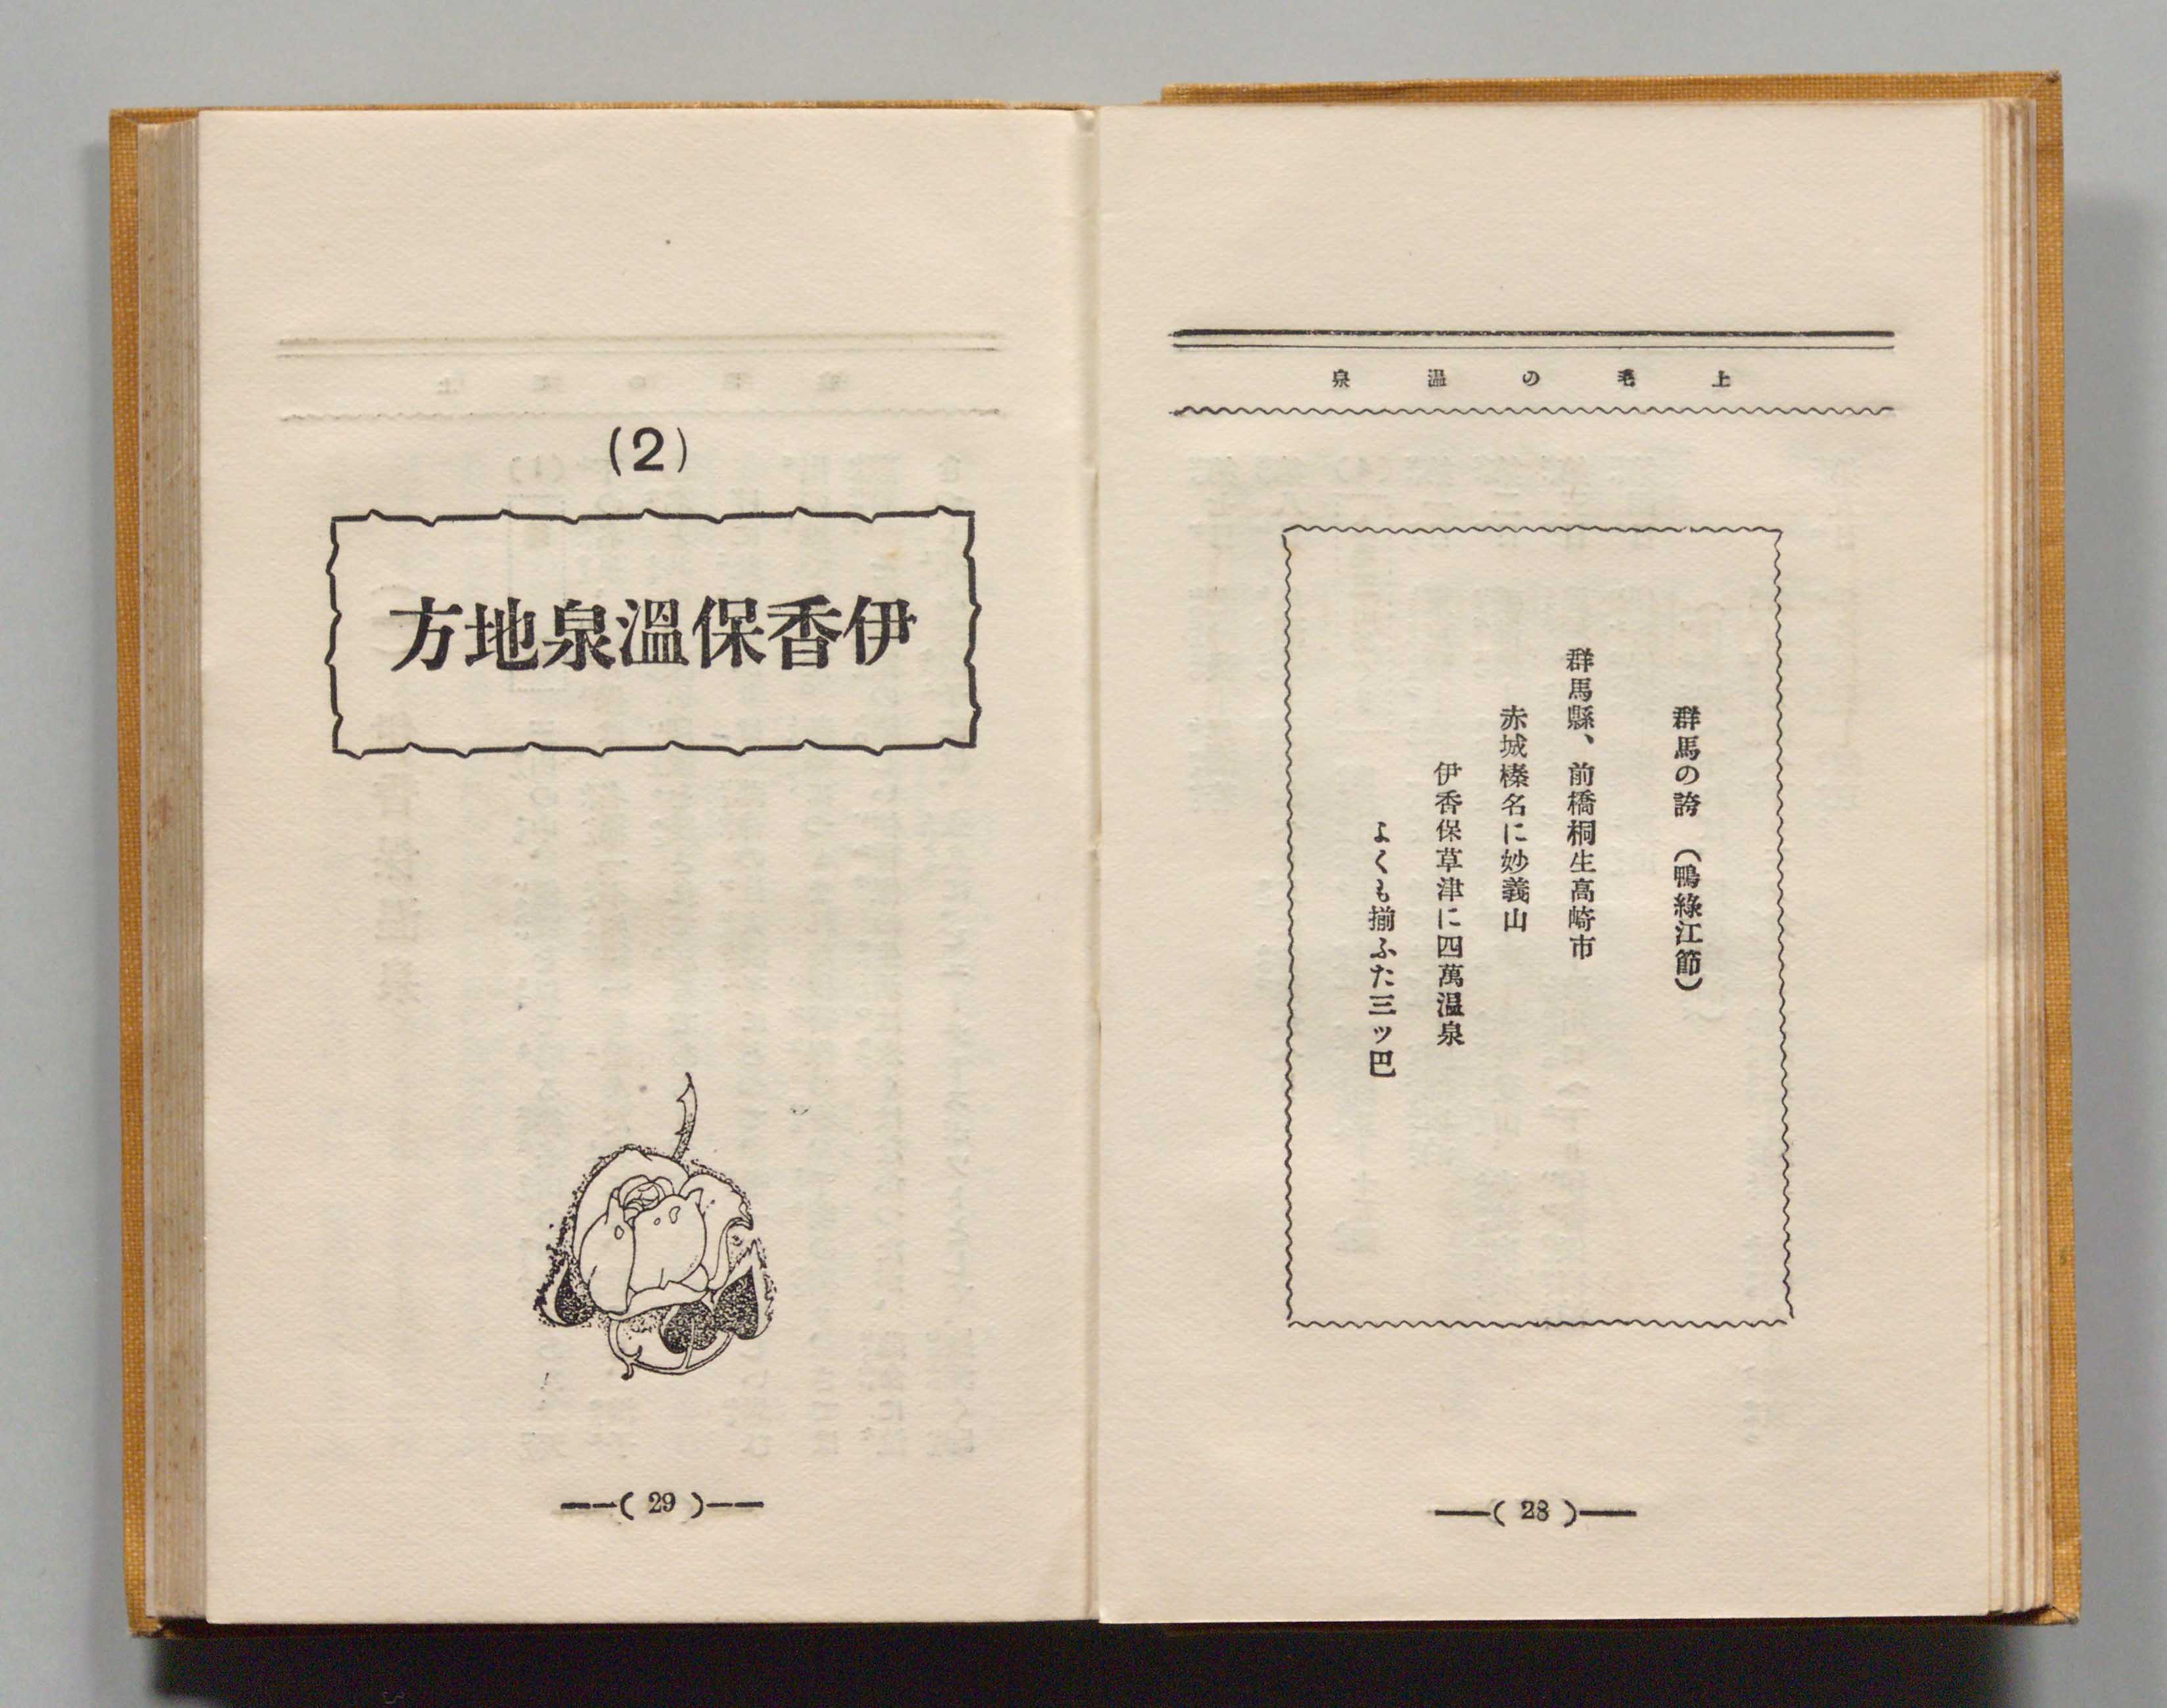 上毛の温泉
群馬の誇　（鴨綠江節）
群馬縣、前橋桐生高崎市
赤城榛名に妙義山
伊香保草津に四萬温泉
よくも揃ふた三ッ巴
——( 28 )——
(2)
伊香保溫泉地方
——( 29 )——